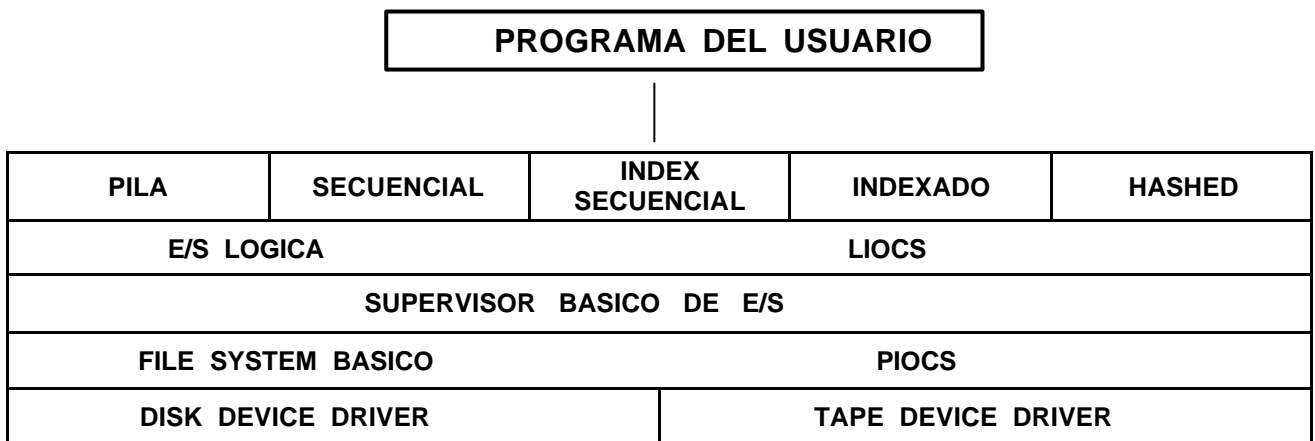 PROGRAMA DEL USUARIO
PILA SECUENCIAL INDEX SECUENCIAL INDEXADO HASHED
E/S LOGICA LIOCS
SUPERVISOR BASICO DE E/S
FILE SYSTEM BASICO PIOCS
DISK DEVICE DRIVER TAPE DEVICE DRIVER